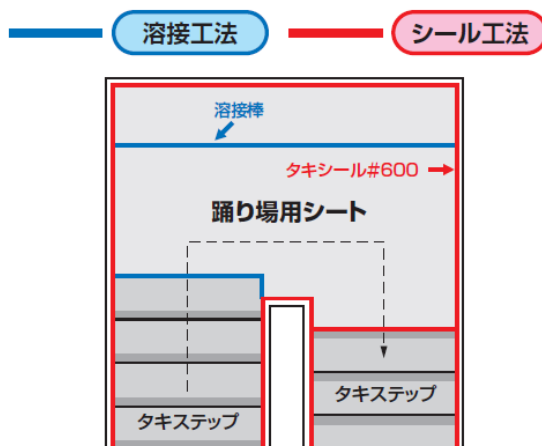 溶接工法
シール工法
溶接棒
タキシール#600
踊り場用シート
タキステップ
タキステップ